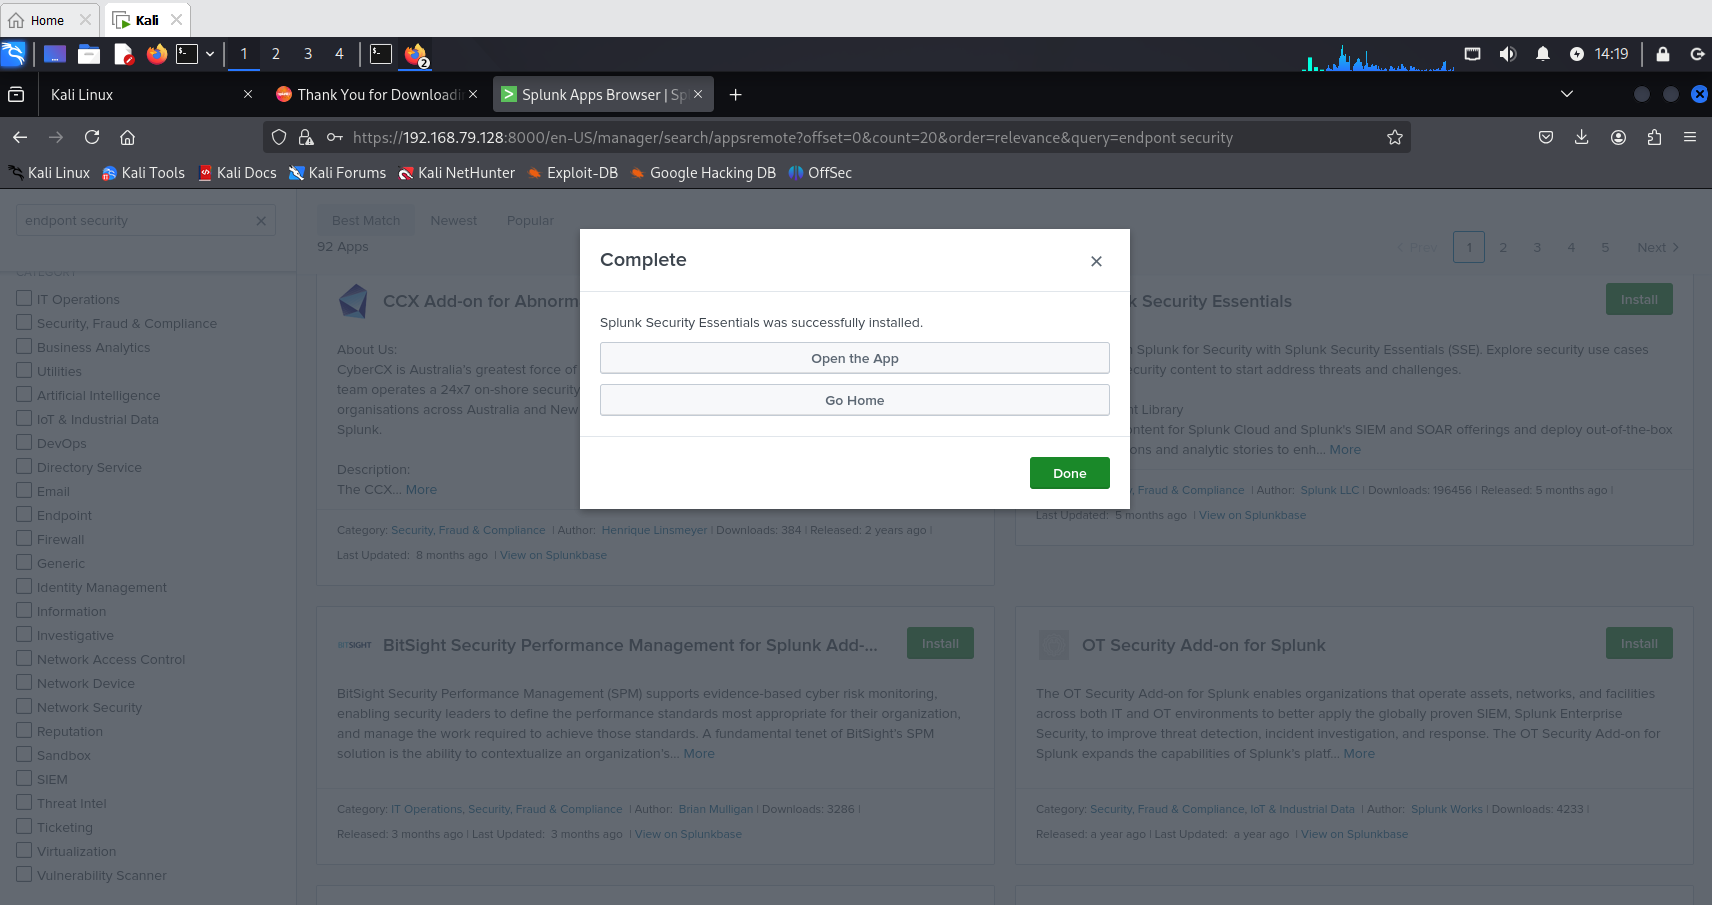 Home
Kali
1 2 3 4
2
14:19
Kali Linux
Thank You for Downloadin
Splunk Apps Browser | Spl
https://192.168.79.128:8000/en-US/manager/search/appsremote?offset=0&count=20&order=relevance&query=endpont security
Kali Linux Kali Tools Kali Docs Kali Forums Kali NetHunter Exploit-DB Google Hacking DB OffSec
endpont security
CATEGORY
IT Operations
Security, Fraud & Compliance
Business Analytics
Utilities
Artificial Intelligence
IoT & Industrial Data
DevOps
Directory Service
Email
Endpoint
Firewall
Generic
Identity Management
Information
Investigative
Network Access Control
Network Device
Network Security
Reputation
Sandbox
SIEM
Threat Intel
Ticketing
Virtualization
Vulnerability Scanner
Best Match Newest Popular
92 Apps
Prev 1 2 3 4 5 Next
Complete
Splunk Security Essentials was successfully installed.
Open the App
Go Home
Done
CCX Add-on for Abnorm
About Us:
CyberCX is Australia's greatest force of
team operates a 24x7 on-shore security
organisations across Australia and New
Splunk.
Description:
The CCX... More
Category: Security, Fraud & Compliance | Author: Henrique Linsmeyer | Downloads: 384 | Released: 2 years ago |
Last Updated: 8 months ago | View on Splunkbase
k Security Essentials
Install
Splunk for Security with Splunk Security Essentials (SSE). Explore security use cases
curity content to start address threats and challenges.
nt Library
ontent for Splunk Cloud and Splunk's SIEM and SOAR offerings and deploy out-of-the-box
ons and analytic stories to enh... More
, Fraud & Compliance | Author: Splunk LLC | Downloads: 196456 | Released: 5 months ago |
Last Updated: 5 months ago | View on Splunkbase
BITSIGHT
BitSight Security Performance Management for Splunk Add-...
Install
BitSight Security Performance Management (SPM) supports evidence-based cyber risk monitoring,
enabling security leaders to define the performance standards most appropriate for their organization,
and manage the work required to achieve those standards. A fundamental tenet of BitSight's SPM
solution is the ability to contextualize an organization's... More
Category: IT Operations, Security, Fraud & Compliance | Author: Brian Mulligan | Downloads: 3286 |
Released: 3 months ago | Last Updated: 3 months ago | View on Splunkbase
OT Security Add-on for Splunk
Install
The OT Security Add-on for Splunk enables organizations that operate assets, networks, and facilities
across both IT and OT environments to better apply the globally proven SIEM, Splunk Enterprise
Security, to improve threat detection, incident investigation, and response. The OT Security Add-on for
Splunk expands the capabilities of Splunk's platf... More
Category: Security, Fraud & Compliance, IoT & Industrial Data | Author: Splunk Works | Downloads: 4233 |
Released: a year ago | Last Updated: a year ago | View on Splunkbase